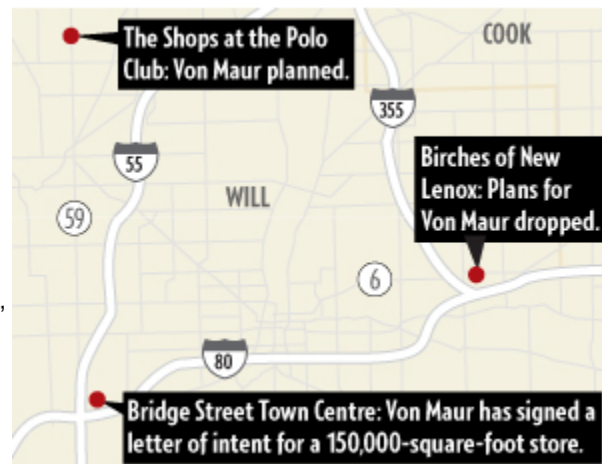 The Shops at the Polo
Club: Von Maur planned.
COOK
355
55
Birches of New
Lenox: Plans for
Von Maur dropped.
WILL
59
6
,
80
Bridge Street Town Centre: Von Maur has signed a
letter of intent for a 150,000-square-foot store.